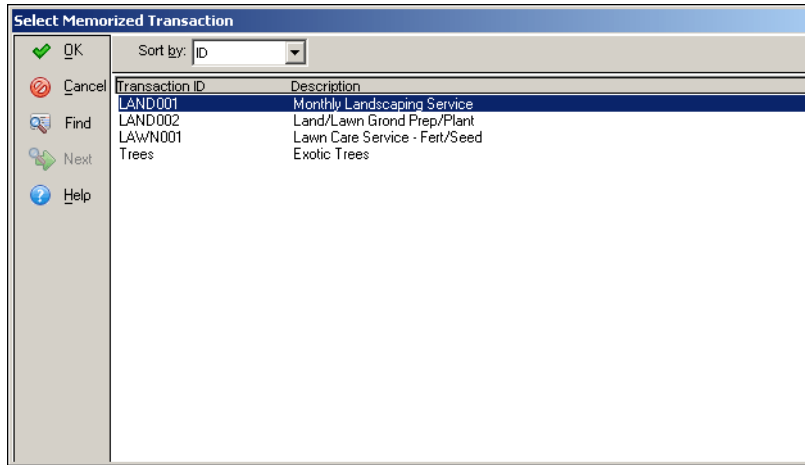 Select Memorized Transaction
OK
Sort by: ID
Cancel
Transaction ID Description
LAND001 Monthly Landscaping Service
Find
LAND002 Land/Lawn Grond Prep/Plant
LAWN001 Lawn Care Service - Fert/Seed
Next
Trees Exotic Trees
Help